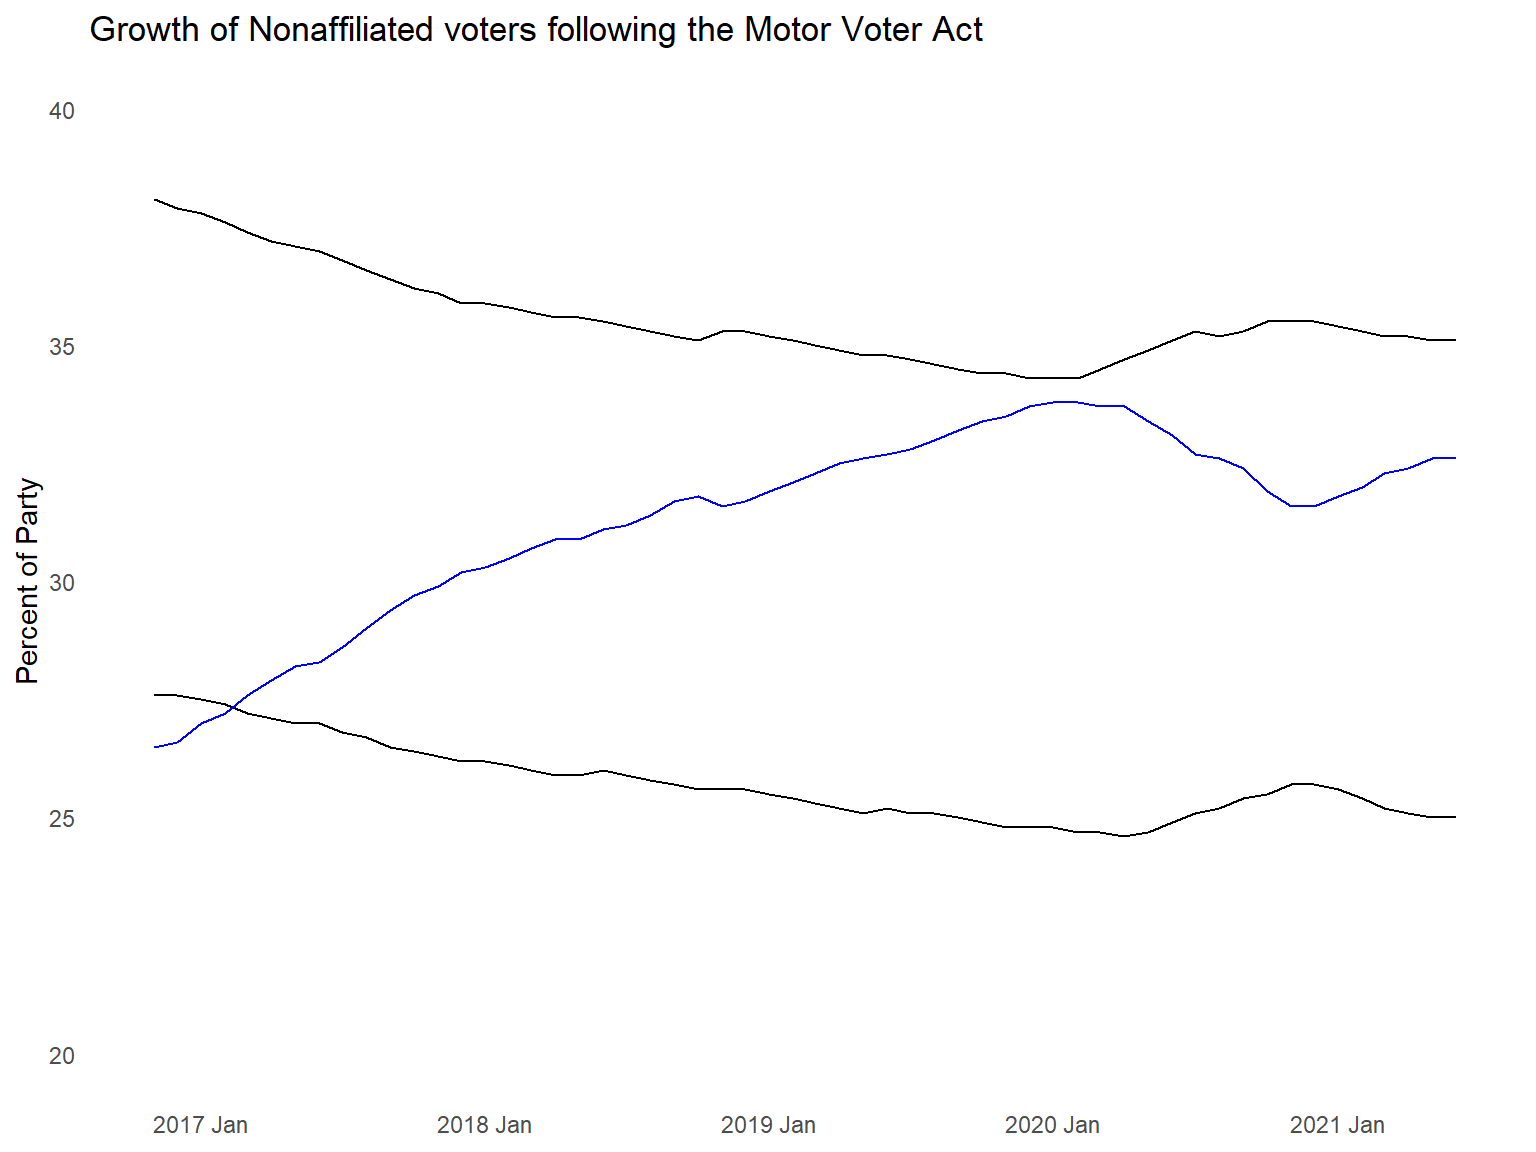 Growth of Nonaffiliated voters following the Motor Voter Act
40
35
30
25
20
Percent of Party
2017 Jan
2018 Jan
2019 Jan
2020 Jan
2021 Jan